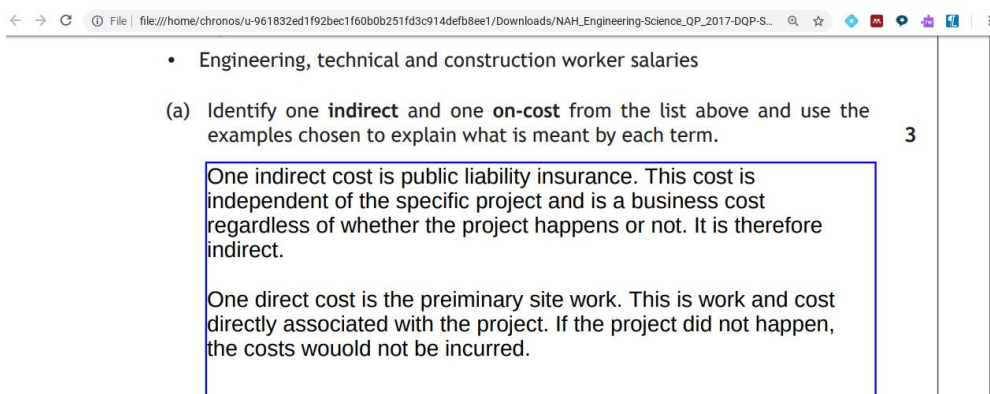 File | file:///home/chronos/u-961832ed1f92bec1f60b0b251fd3c914defb8ee1/Downloads/NAH_Engineering-Science_QP_2017-DQP-S...
• Engineering, technical and construction worker salaries
(a) Identify one indirect and one on-cost from the list above and use the
examples chosen to explain what is meant by each term. 3
One indirect cost is public liability insurance. This cost is
independent of the specific project and is a business cost
regardless of whether the project happens or not. It is therefore
indirect.
One direct cost is the preiminary site work. This is work and cost
directly associated with the project. If the project did not happen,
the costs wouold not be incurred.